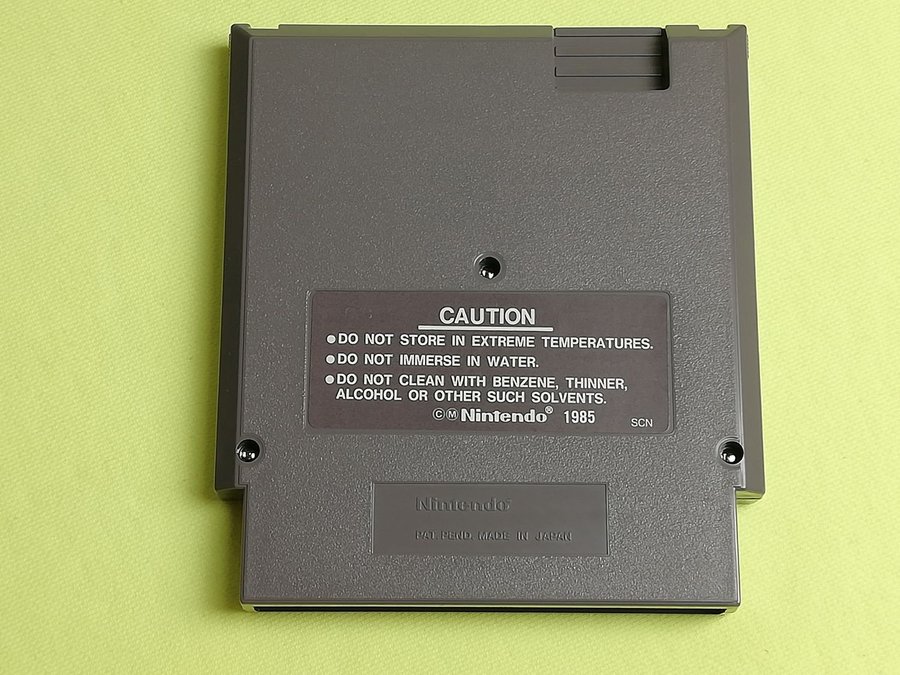 CAUTION
●DO NOT STORE IN EXTREME TEMPERATURES.
●DO NOT IMMERSE IN WATER.
●DO NOT CLEAN WITH BENZENE, THINNER,
ALCOHOL OR OTHER SUCH SOLVENTS.
ⒸⓂNintendo® 1985 SCN
Nintendo®
PAT. PEND. MADE IN JAPAN